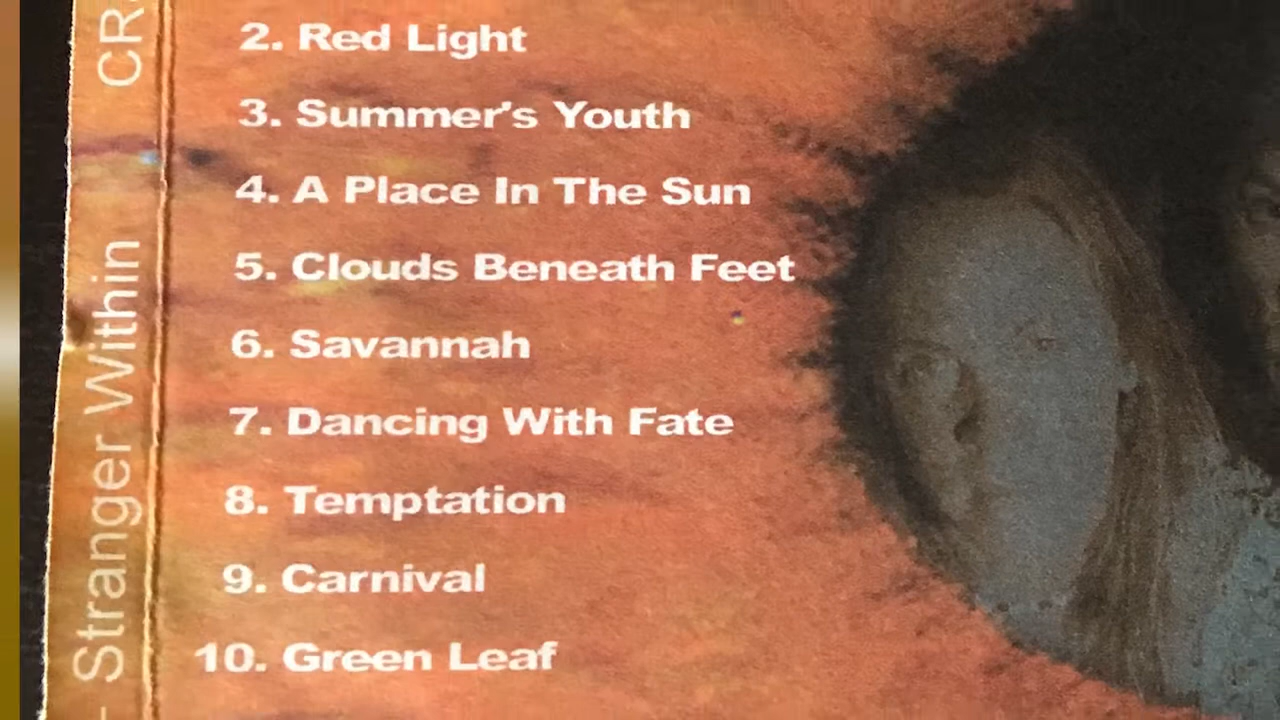 2. Red Light
3. Summer's Youth
4. A Place In The Sun
5. Clouds Beneath Feet
6. Savannah
7. Dancing With Fate
8. Temptation
9. Carnival
10. Green Leaf
- Stranger Within